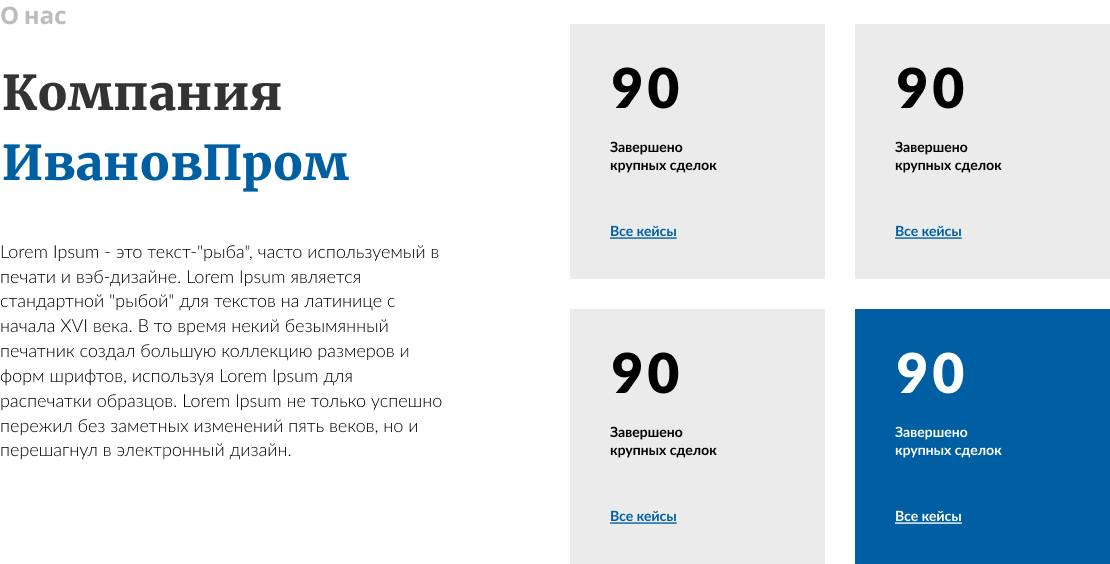 О нас
Компания
ИвановПром
Lorem Ipsum - это текст-"рыба", часто используемый в
печати и вэб-дизайне. Lorem Ipsum является
стандартной "рыбой" для текстов на латинице с
начала XVI века. В то время некий безымянный
печатник создал большую коллекцию размеров и
форм шрифтов, используя Lorem Ipsum для
распечатки образцов. Lorem Ipsum не только успешно
пережил без заметных изменений пять веков, но и
перешагнул в электронный дизайн.
90
Завершено
крупных сделок
Все кейсы
90
Завершено
крупных сделок
Все кейсы
90
Завершено
крупных сделок
Все кейсы
90
Завершено
крупных сделок
Все кейсы